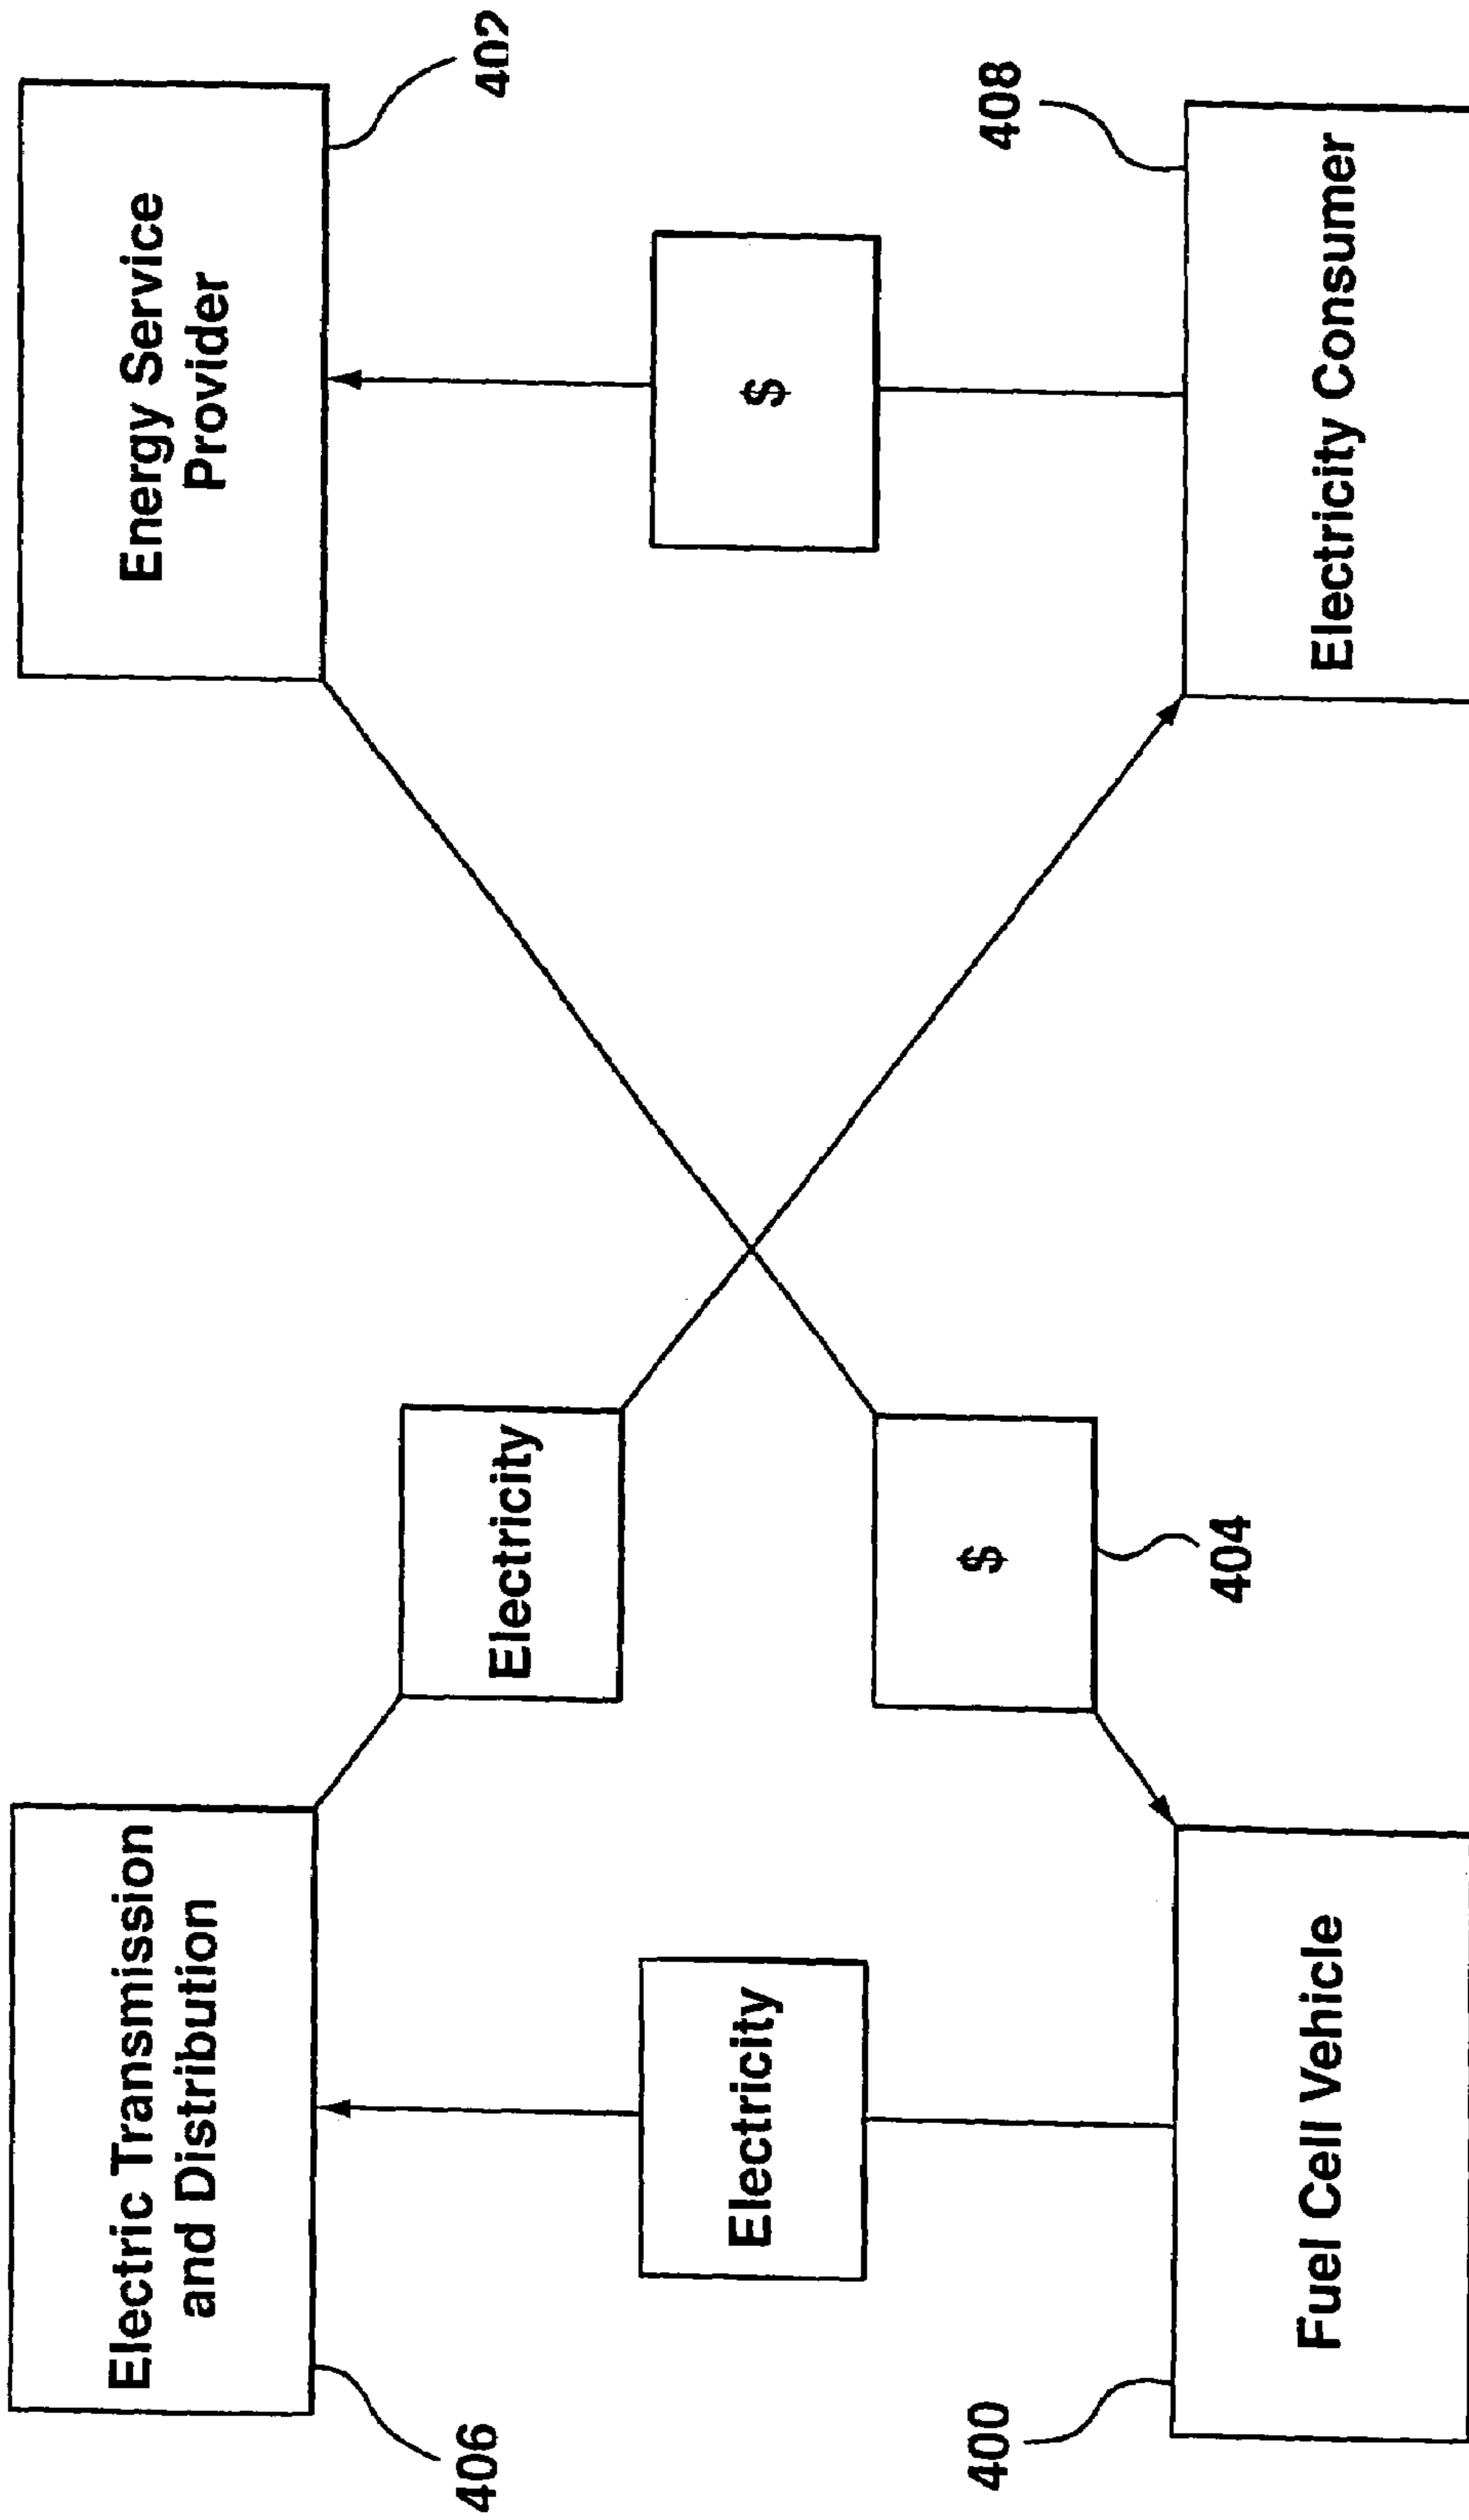 Electric Transmission
and Distribution
Energy Service
Provider
406
402
Electricity
Electricity
$
$
400
408
404
Fuel Cell Vehicle
Electricity Consumer